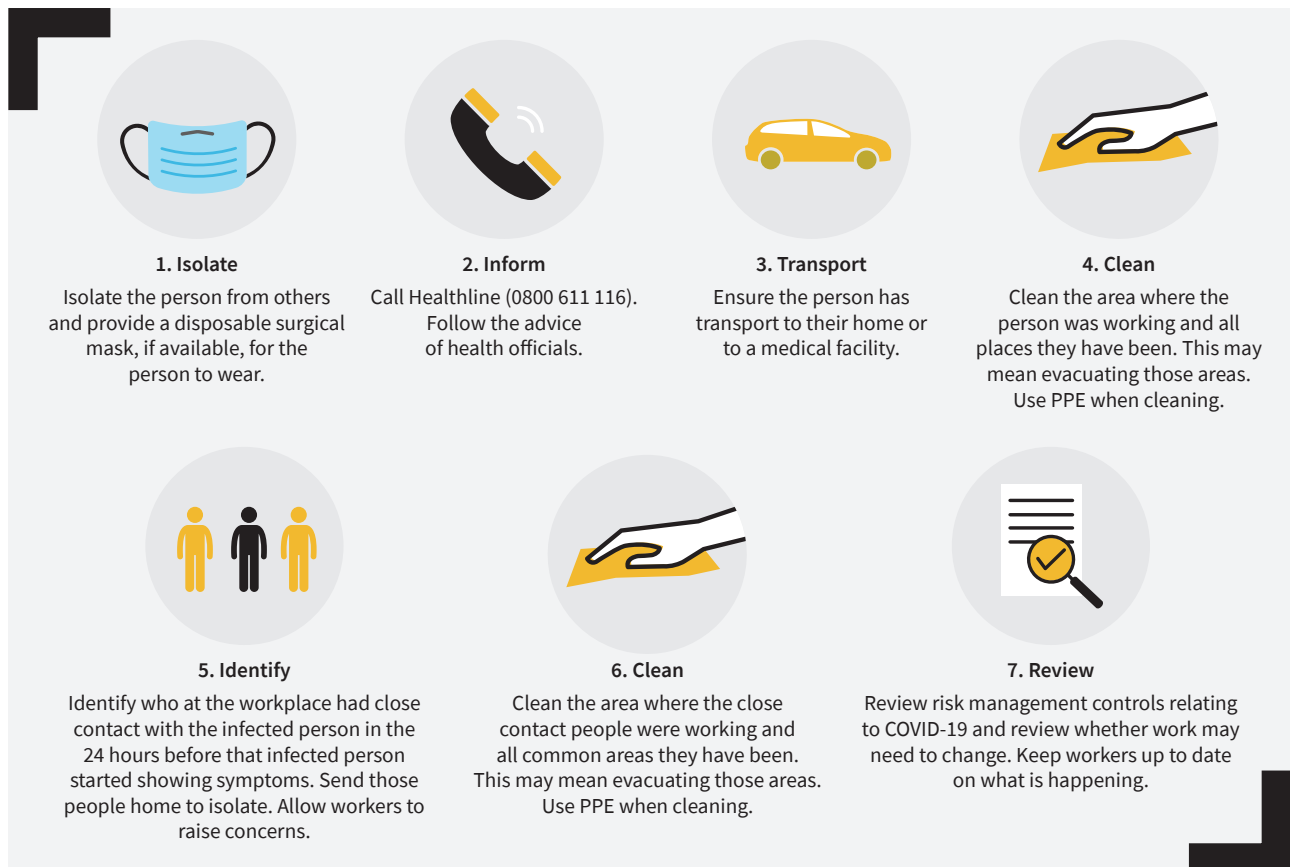 1. Isolate
Isolate the person from others
and provide a disposable surgical
mask, if available, for the
person to wear.
2. Inform
Call Healthline (0800 611 116).
Follow the advice
of health officials.
3. Transport
Ensure the person has
transport to their home or
to a medical facility.
4. Clean
Clean the area where the
person was working and all
places they have been. This may
mean evacuating those areas.
Use PPE when cleaning.
5. Identify
Identify who at the workplace had close
contact with the infected person in the
24 hours before that infected person
started showing symptoms. Send those
people home to isolate. Allow workers to
raise concerns.
6. Clean
Clean the area where the close
contact people were working and
all common areas they have been.
This may mean evacuating those areas.
Use PPE when cleaning.
7. Review
Review risk management controls relating
to COVID-19 and review whether work may
need to change. Keep workers up to date
on what is happening.